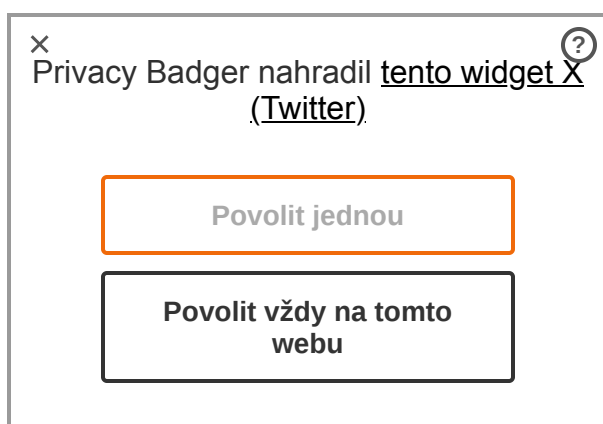 ×
?
Privacy Badger nahradil tento widget X
(Twitter)
Povolit jednou
Povolit vždy na tomto
webu